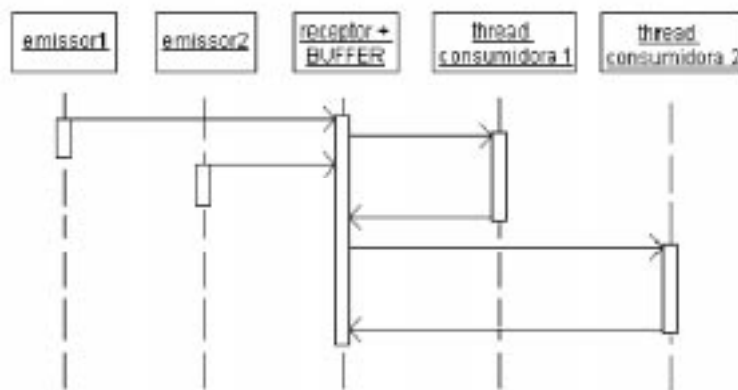 emissor1
emissor2
receptor +
BUFFER
thread
consumidora 1
thread
consumidora 2